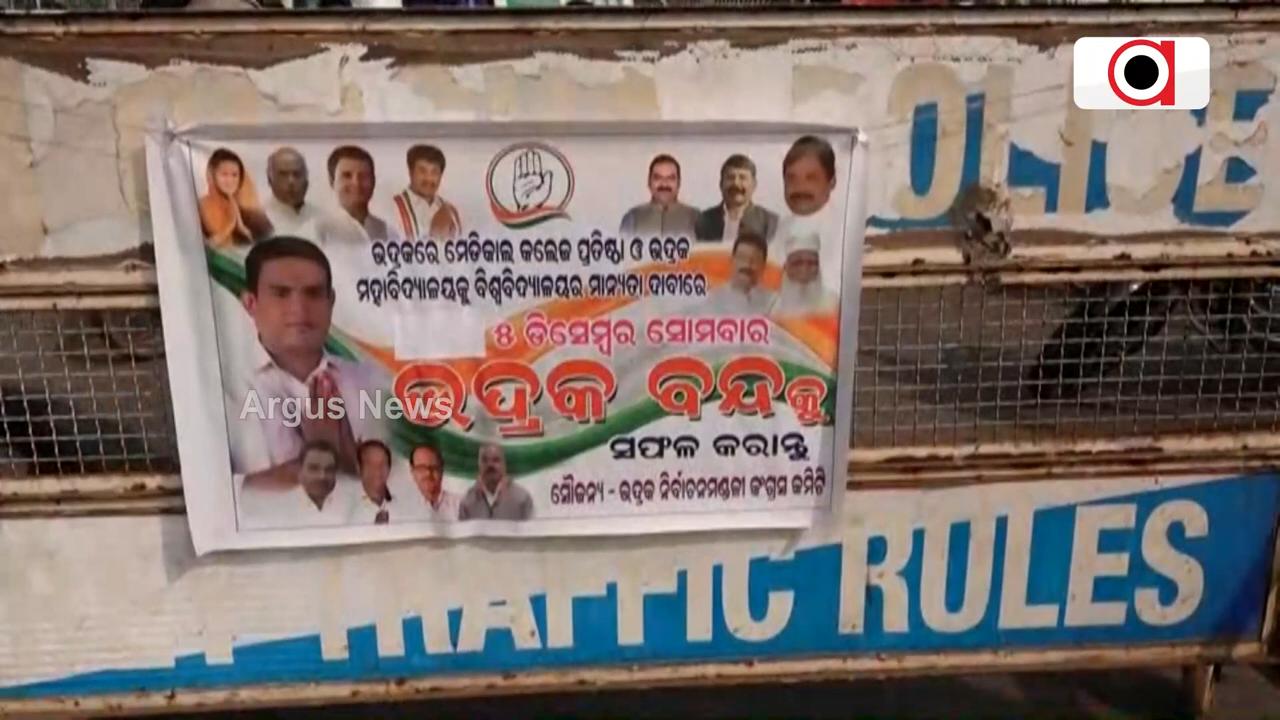 ଭଦ୍ରକରେ ମେଡିକାଲ କଲେଜ ପ୍ରତିଷ୍ଠା ଓ ଭଦ୍ରକ
ମହାବିଦ୍ୟାଳୟକୁ ବିଶ୍ୱବିଦ୍ୟାଳୟର ମାନ୍ୟତା ଦାବୀରେ
୫ ଡିସେମ୍ବର ସୋମବାର
ଭଦ୍ରକ ବନ୍ଦକୁ
Argus News
ସଫଳ କରାନ୍ତୁ
ସୌଜନ୍ୟ - ଭଦ୍ରକ ନିର୍ବାଚନମଣ୍ଡଳୀ କଂଗ୍ରେସ କମିଟି
TRAFFIC RULES